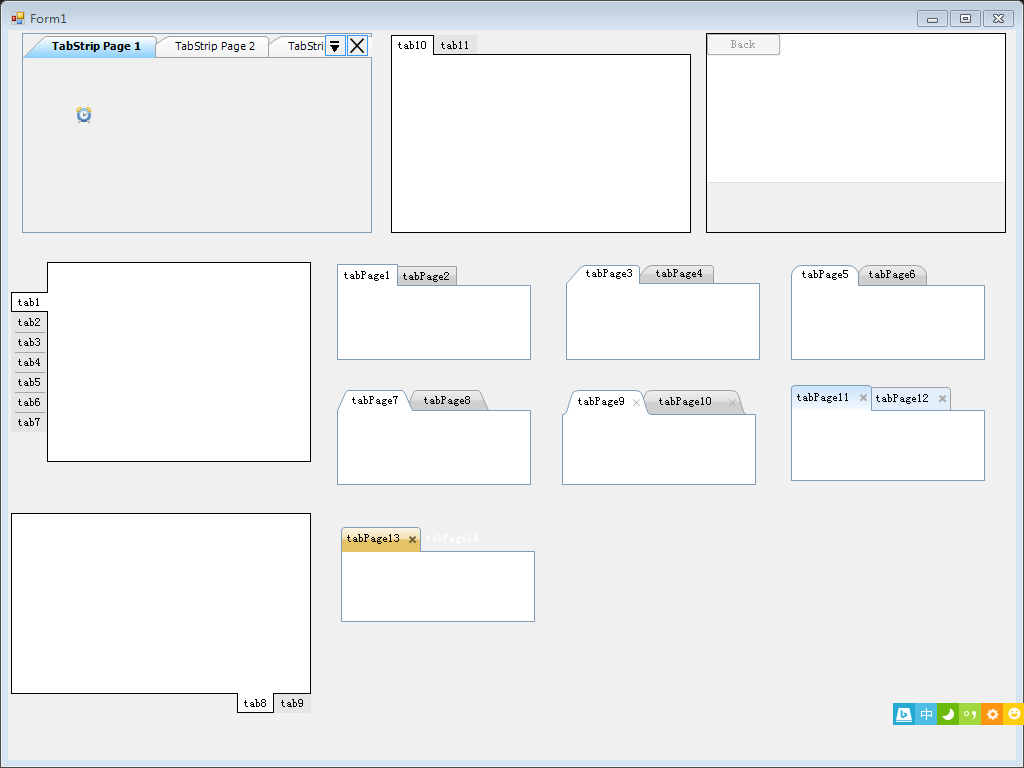 Form1
TabStrip Page 1 TabStrip Page 2 TabStri
tab10 tab11
Back
tab1
tab2
tab3
tab4
tab5
tab6
tab7
tabPage1 tabPage2
tabPage3 tabPage4
tabPage5 tabPage6
tabPage7 tabPage8
tabPage9 tabPage10
tabPage11 tabPage12
tab8 tab9
tabPage13 tabPage14
中